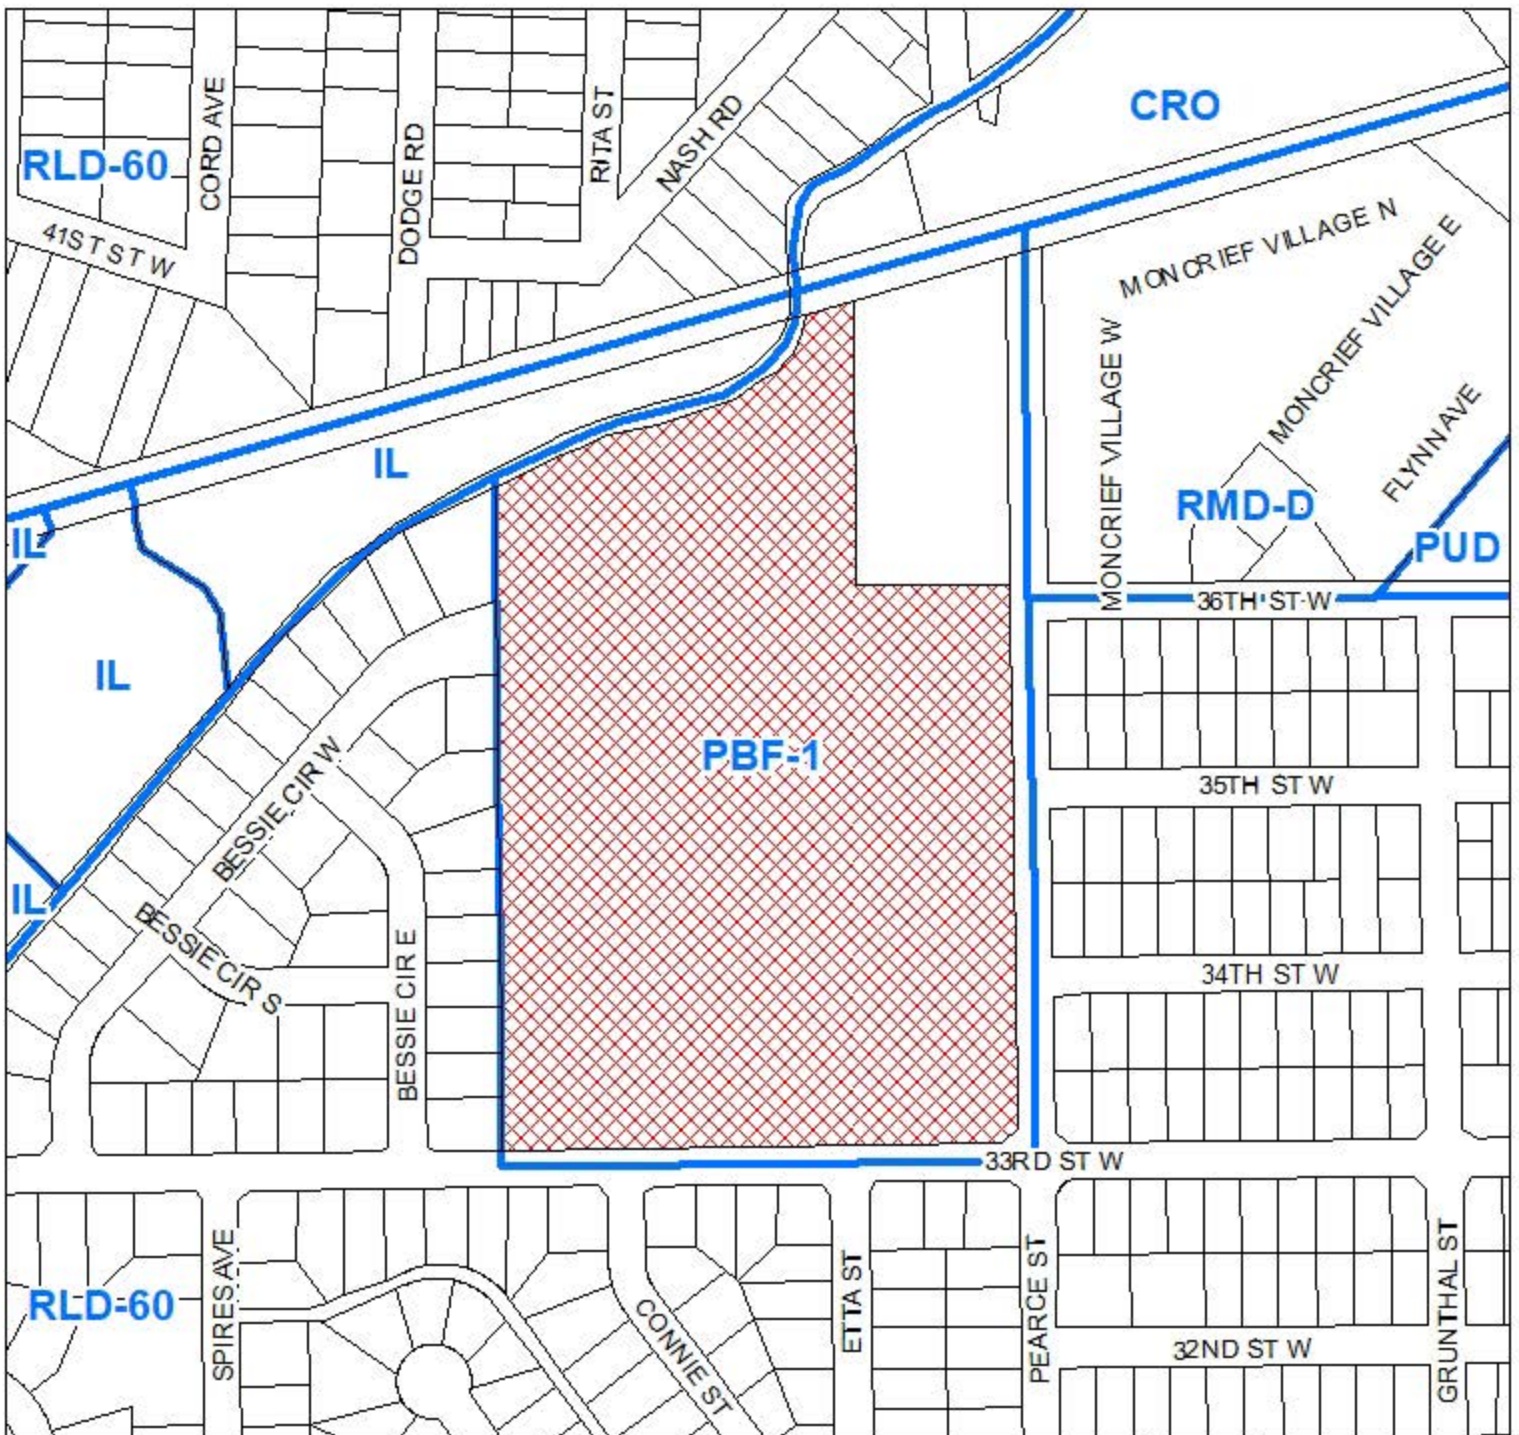 CRO
CORD AVE
RITA ST
NASH RD
RLD-60
DODGE RD
41ST ST W
MONCRIEF VILLAGE N
MONCRIEF VILLAGE E
MONCRIEF VILLAGE W
FLYNN AVE
IL
RMD-D
IL
PUD
36TH ST W
IL
PBF-1
35TH ST W
BESSIE CIR W
IL
BESSIE CIR S
34TH ST W
BESSIE CIR E
33RD ST W
RLD-60
SPIRES AVE
CONNIE ST
ETTA ST
PEARCE ST
32ND ST W
GRUNTHAL ST